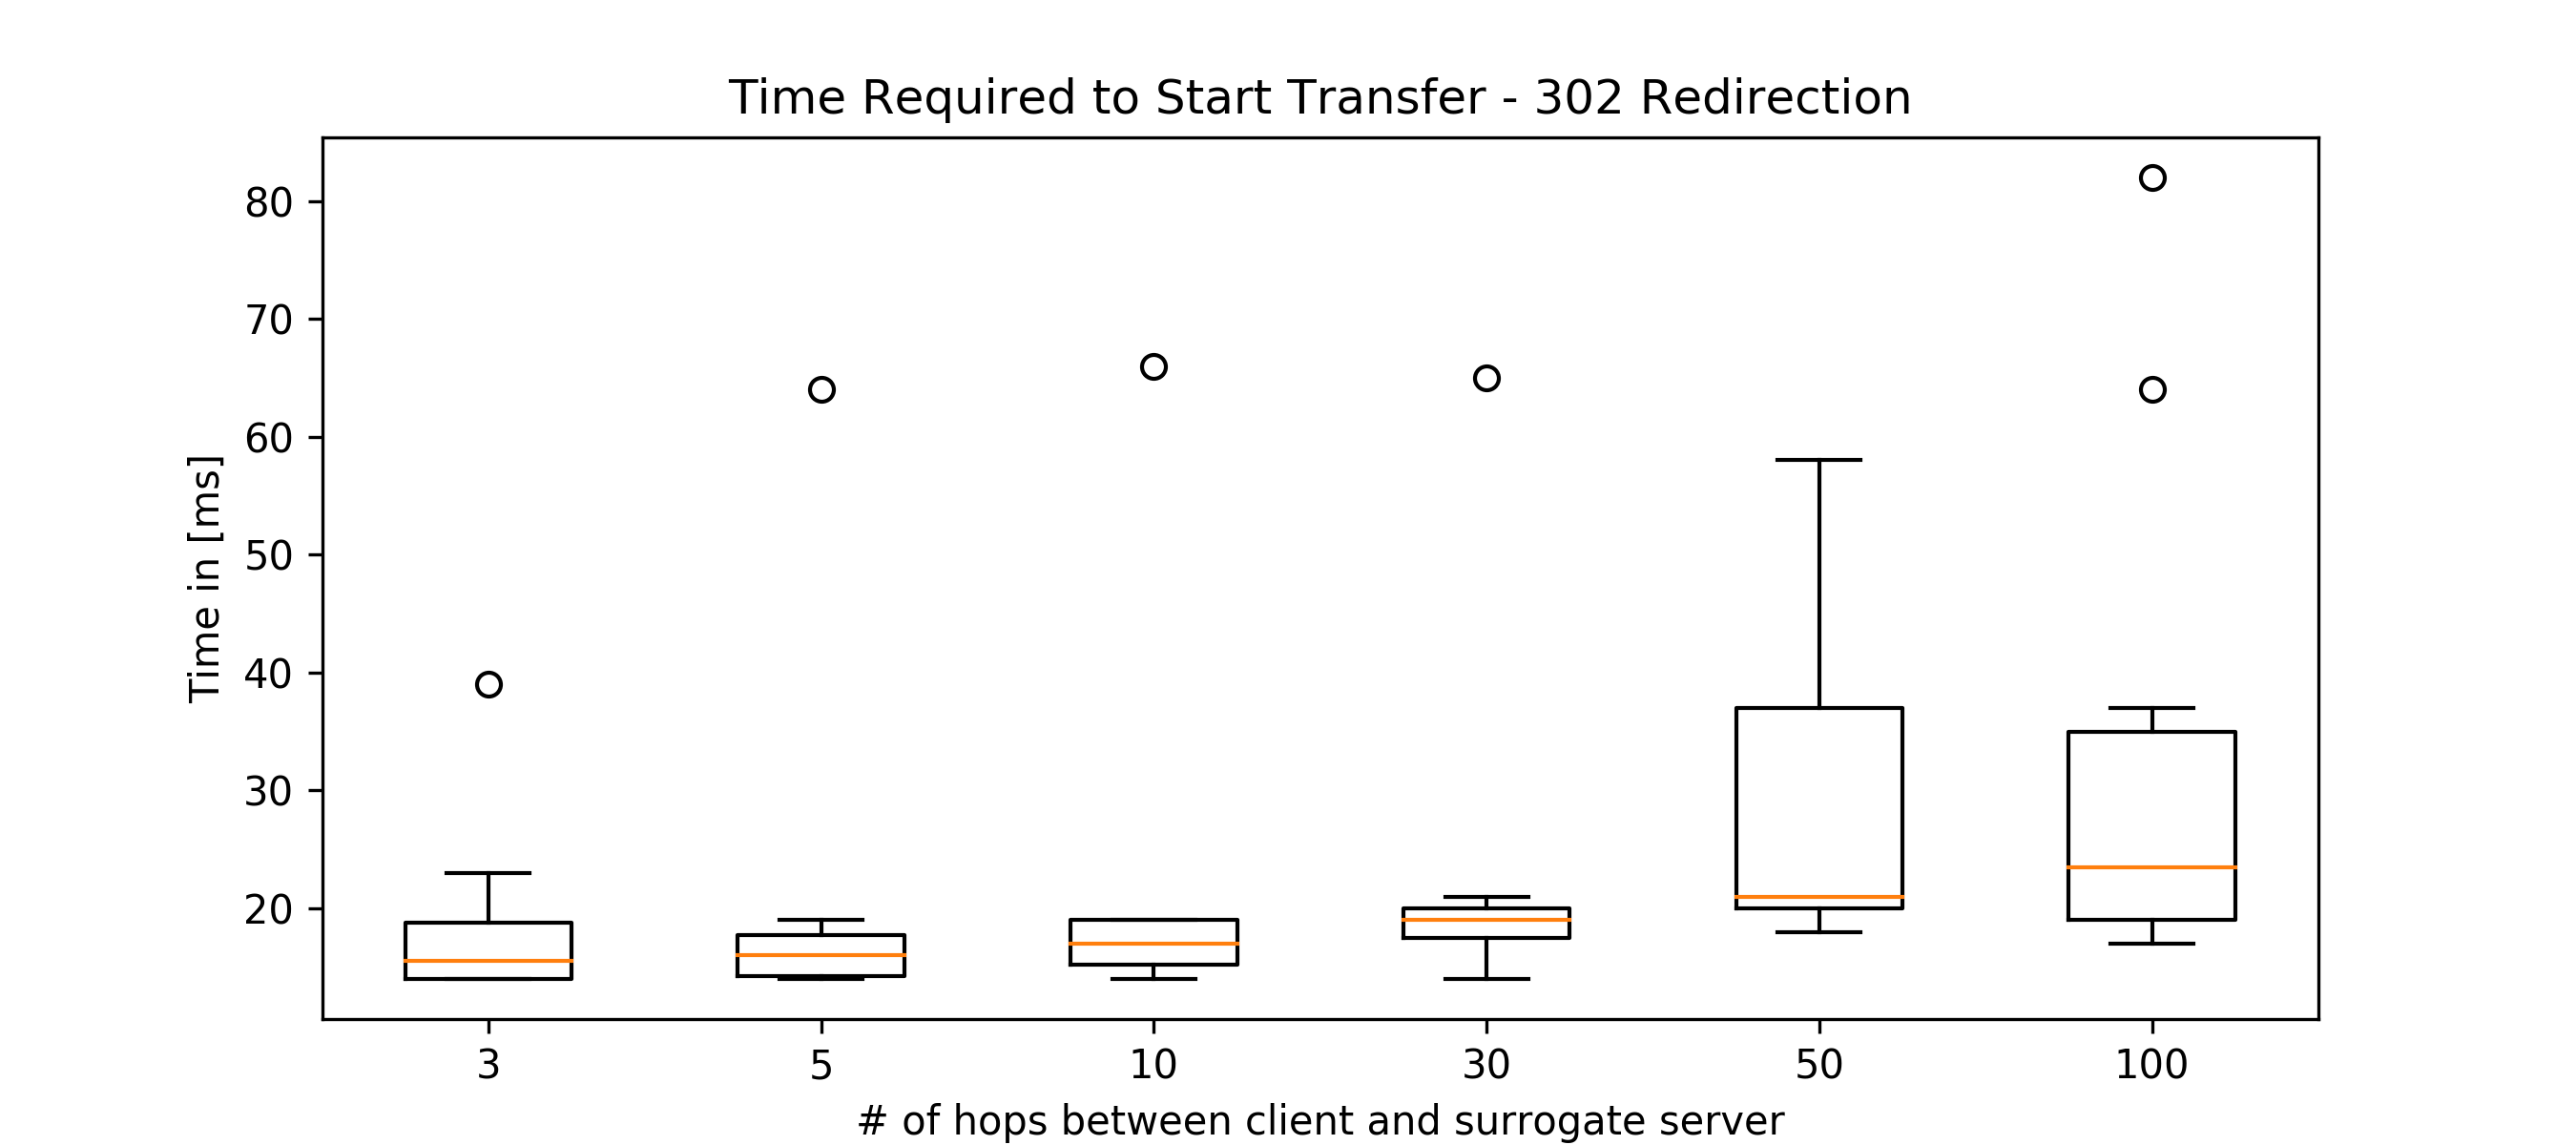 Time Required to Start Transfer - 302 Redirection
80
70
60
50
40
30
20
Time in [ms]
3 5 10 30 50 100
# of hops between client and surrogate server